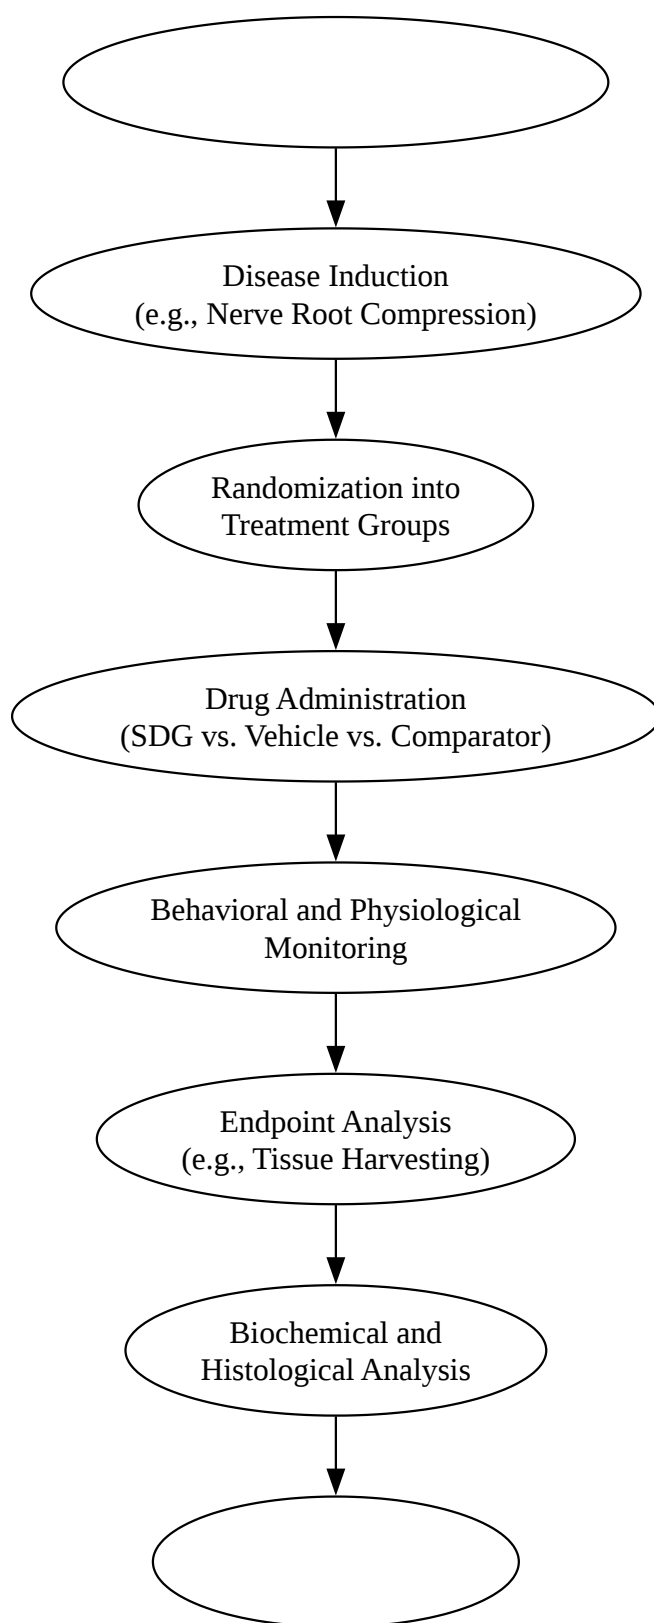 Disease Induction
(e.g., Nerve Root Compression)
Randomization into
Treatment Groups
Drug Administration
(SDG vs. Vehicle vs. Comparator)
Behavioral and Physiological
Monitoring
Endpoint Analysis
(e.g., Tissue Harvesting)
Biochemical and
Histological Analysis